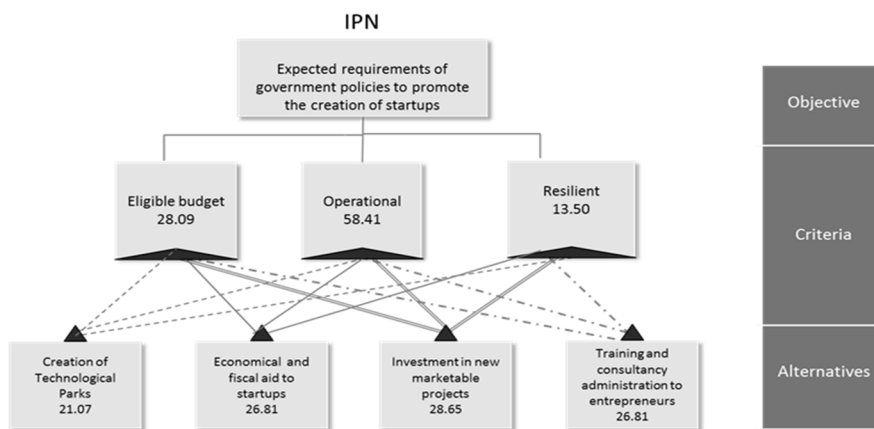 IPN
Expected requirements of
government policies to promote
the creation of startups
Objective
Eligible budget
28.09
Operational
58.41
Resilient
13.50
Criteria
Creation of
Technological
Parks
21.07
Economical and
fiscal aid to
startups
26.81
Investment in new
marketable
projects
28.65
Training and
consultancy
administration to
entrepreneurs
26.81
Alternatives